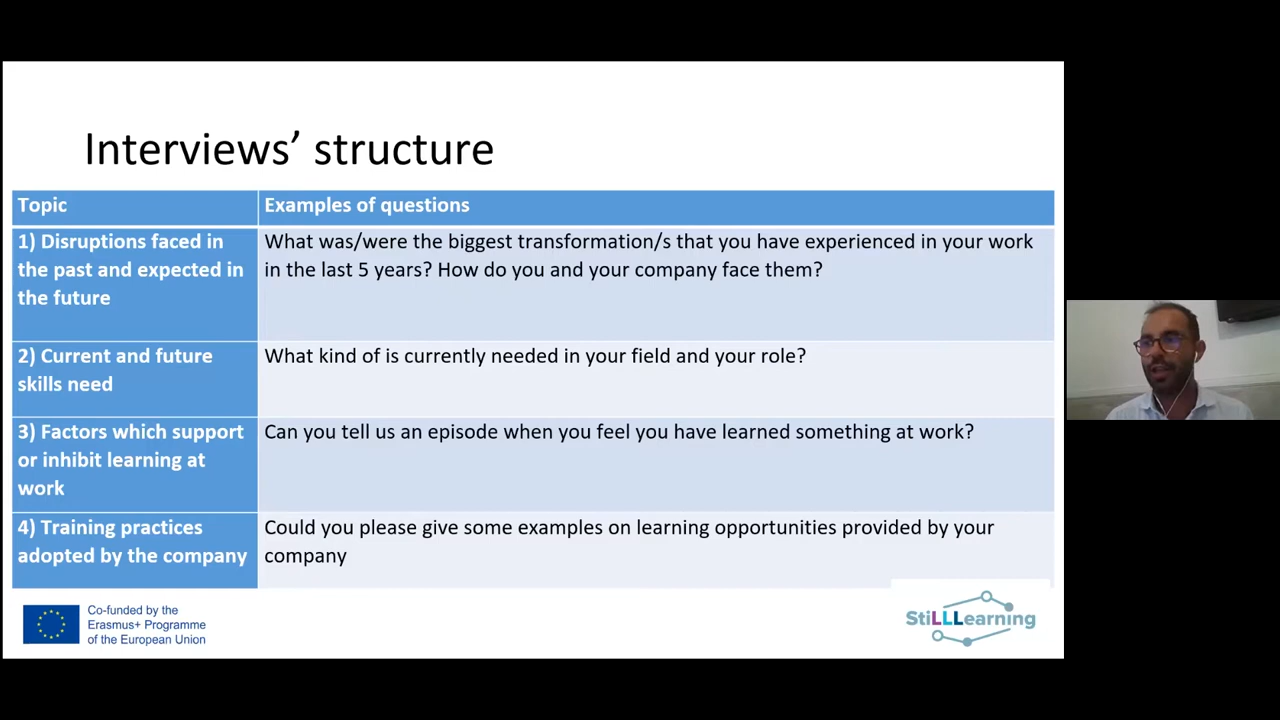 Interviews’ structure
Topic
Examples of questions
1) Disruptions faced in
the past and expected in
the future
What was/were the biggest transformation/s that you have experienced in your work
in the last 5 years? How do you and your company face them?
2) Current and future
skills need
What kind of is currently needed in your field and your role?
3) Factors which support
or inhibit learning at
work
Can you tell us an episode when you feel you have learned something at work?
4) Training practices
adopted by the company
Could you please give some examples on learning opportunities provided by your
company
Co-funded by the
Erasmus+ Programme
of the European Union
StiLLLearning